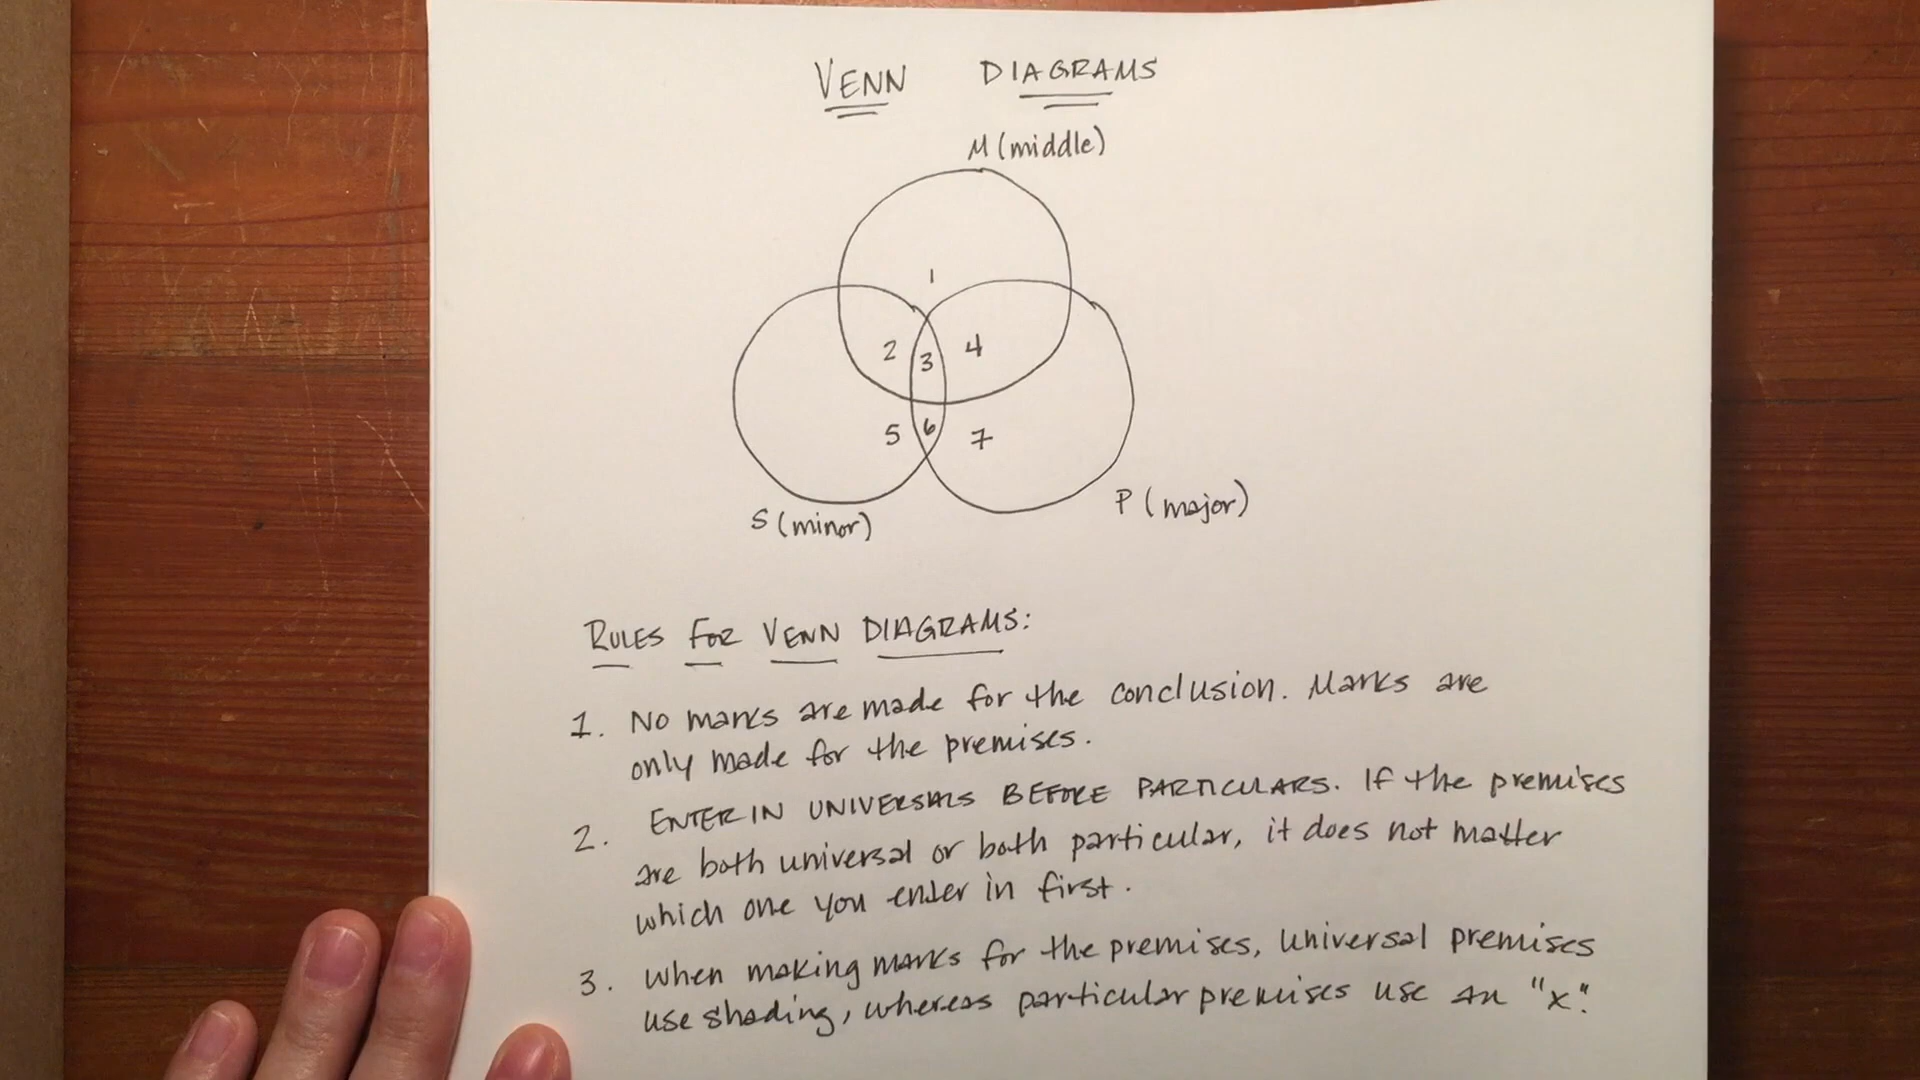 VENN DIAGRAMS
M (middle)
1
2 3 4
5 6 7
P (major)
S (minor)
RULES FOR VENN DIAGRAMS:
1. No marks are made for the conclusion. Marks are
only made for the premises.
2. ENTER IN UNIVERSALS BEFORE PARTICULARS. If the premises
are both universal or both particular, it does not matter
which one you enter in first.
3. When making marks for the premises, universal premises
use shading, whereas particular premises use an "x".